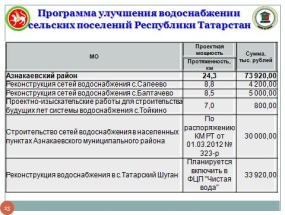 Программа улучшения водоснабжении
сельских поселений Республики Татарстан
МО
Проектная
мощность
Протяженность,
км
Сумма,
тыс. рублей
Азнакаевский район 24,3 73 920,00
Реконструкция сетей водоснабжения с.Сапеево 8,8 4 200,00
Реконструкция сетей водоснабжения с.Балтачево 8,5 5 000,00
Проектно-изыскательные работы для строительства
будущих лет системы водоснабжения с.Тойкино 7,0 800,00
Строительство сетей водоснабжения в населенных
пунктах Азнакаевского муниципального района
По
распоряжению
КМ РТ от
01.03.2012 №
323-р
30 000,00
Реконструкция водоснабжения в с.Татарский Шуган
Планируется
включить в
ФЦП "Чистая
вода"
33 920,00